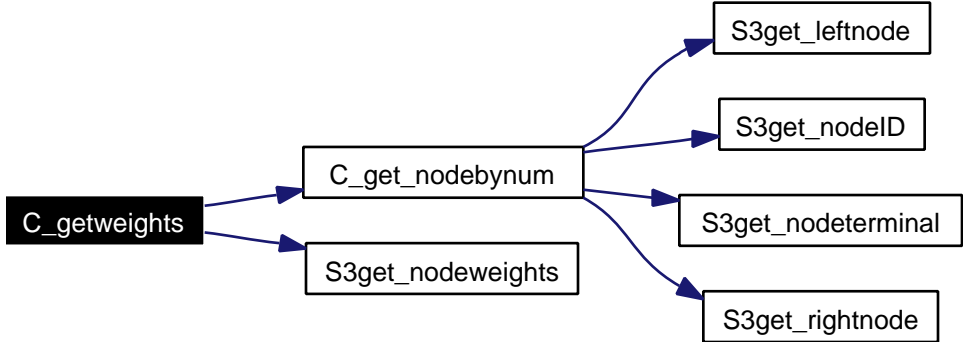 S3get_leftnode
S3get_nodeID
C_get_nodebynum
C_getweights
S3get_nodeterminal
S3get_nodeweights
S3get_rightnode